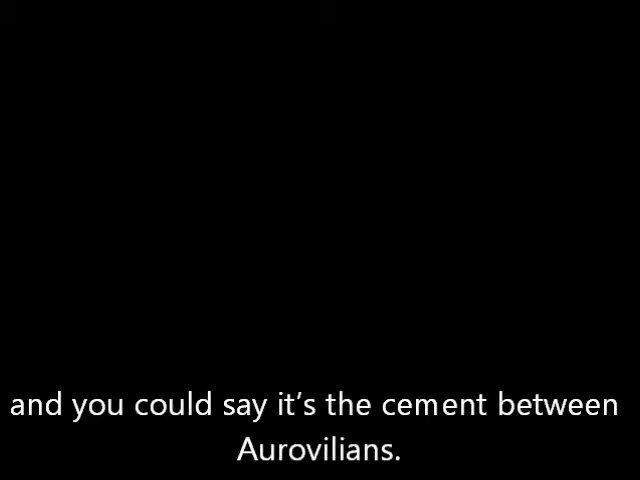 and you could say it’s the cement between
Aurovilians.